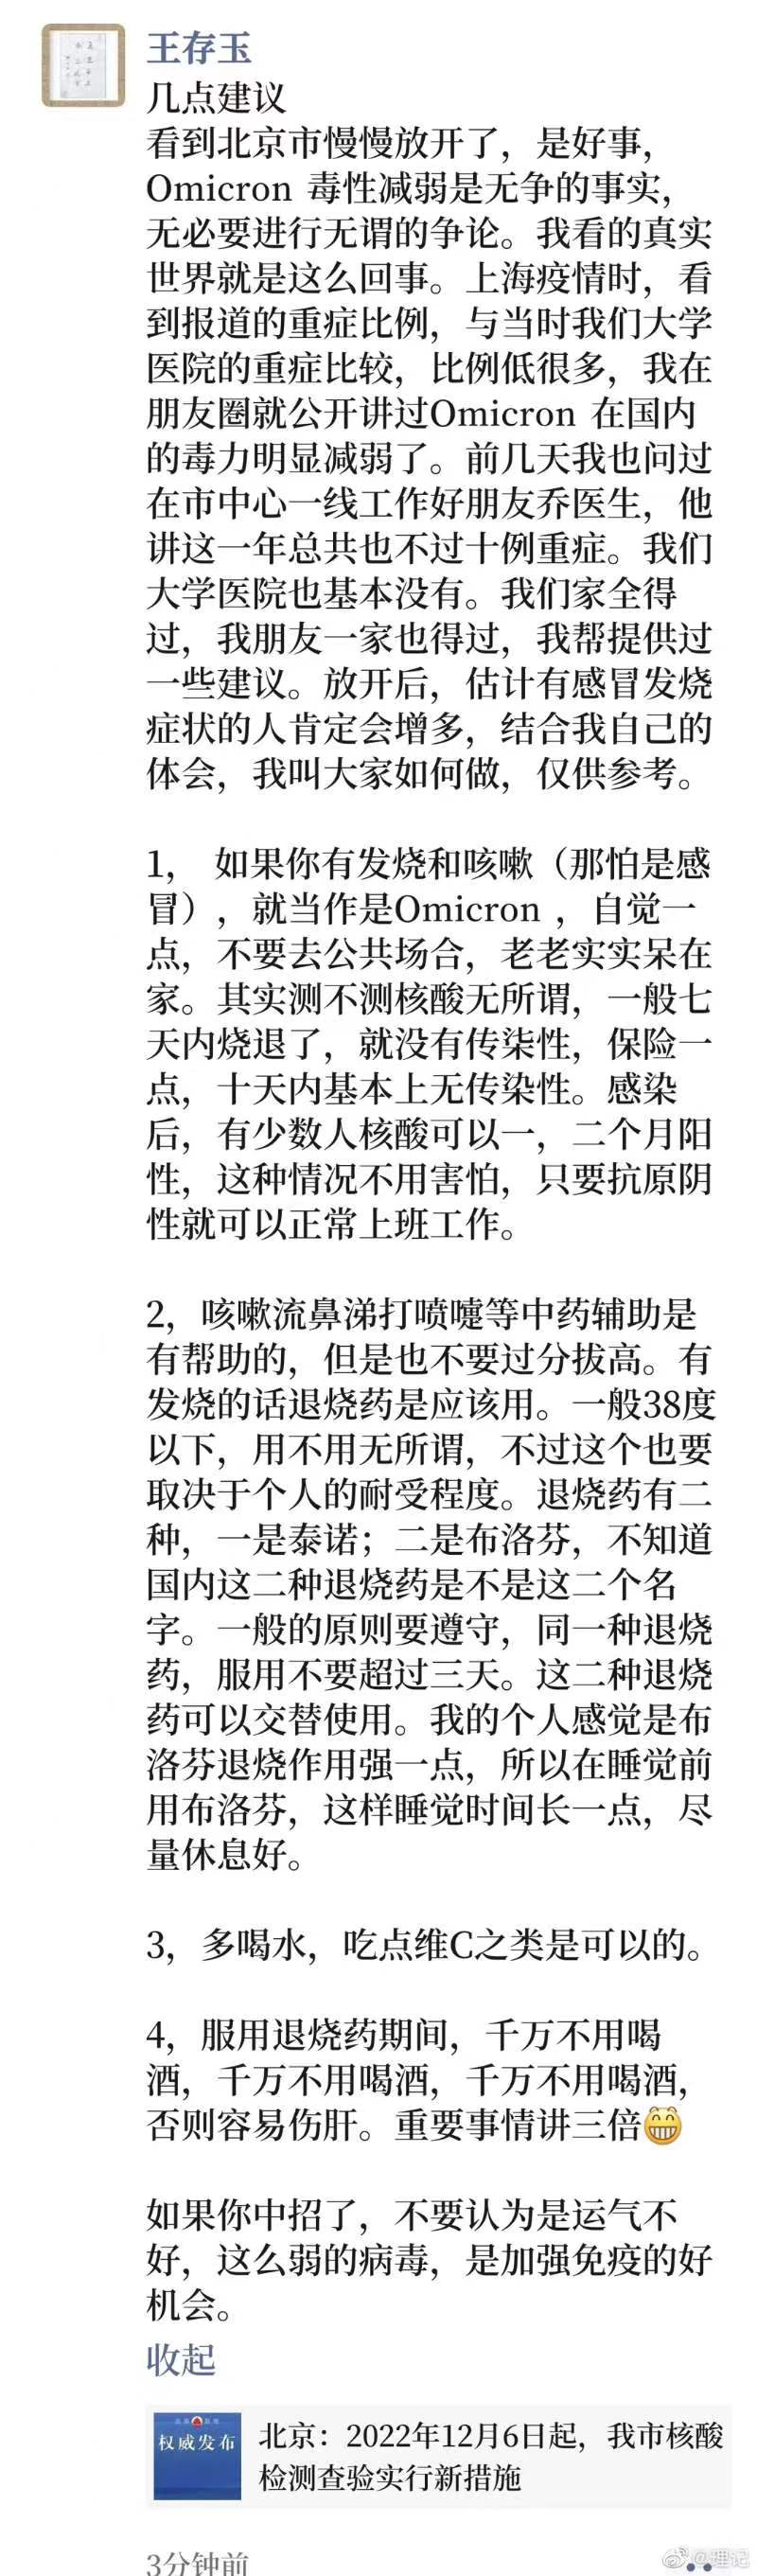 王存玉
几点建议
看到北京市慢慢放开了，是好事，
Omicron 毒性减弱是无争的事实，
无必要进行无谓的争论。我看的真实
世界就是这么回事。上海疫情时，看
到报道的重症比例，与当时我们大学
医院的重症比较，比例低很多，我在
朋友圈就公开讲过Omicron 在国内
的毒力明显减弱了。前几天我也问过
在市中心一线工作好朋友乔医生，他
讲这一年总共也不过十例重症。我们
大学医院也基本没有。我们家全得
过，我朋友一家也得过，我帮提供过
一些建议。放开后，估计有感冒发烧
症状的人肯定会增多，结合我自己的
体会，我叫大家如何做，仅供参考。
1， 如果你有发烧和咳嗽（那怕是感
冒），就当作是Omicron ，自觉一
点，不要去公共场合，老老实实呆在
家。其实测不测核酸无所谓，一般七
天内烧退了，就没有传柒性，保险一
点，十天内基本上无传染性。感染
后，有少数人核酸可以一，二个月阳
性，这种情况不用害怕，只要抗原阴
性就可以正常上班工作。
2，咳嗽流鼻涕打喷嚏等中药辅助是
有帮助的，但是也不要过分拔高。有
发烧的话退烧药是应该用。一般38度
以下，用不用无所谓，不过这个也要
取决于个人的耐受程度。退烧药有二
种，一是泰诺；二是布洛芬，不知道
国内这二种退烧药是不是这二个名
字。一般的原则要遵守，同一种退烧
药，服用不要超过三天。这二种退烧
药可以交替使用。我的个人感觉是布
洛芬退烧作用强一点，所以在睡觉前
用布洛芬，这样睡觉时间长一点，尽
量休息好。
3，多喝水，吃点维C之类是可以的。
4，服用退烧药期间，千万不用喝
酒，千万不用喝酒，千万不用喝酒，
否则容易伤肝。重要事情讲三倍😁
如果你中招了，不要认为是运气不
好，这么弱的病毒，是加强免疫的好
机会。
收起
权威发布
北京：2022年12月6日起，我市核酸
检测查验实行新措施
3分钟前
@理记